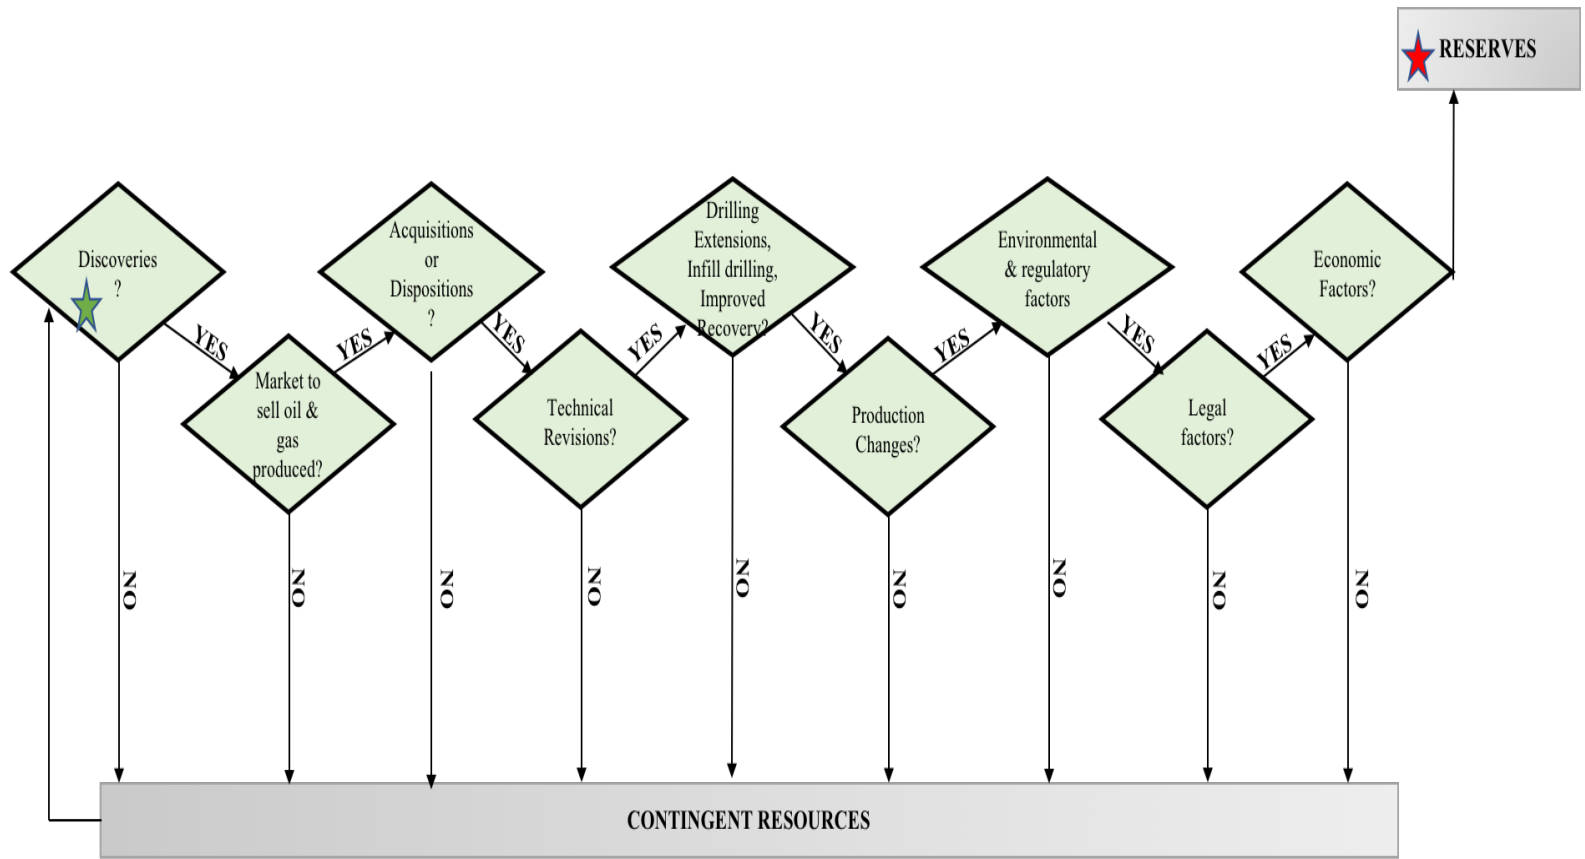 RESERVES
Discoveries
?
YES
Market to
sell oil &
gas
produced?
YES
Acquisitions
or
Dispositions
?
YES
Technical
Revisions?
YES
Drilling
Extensions,
Infill drilling,
Improved
Recovery?
YES
Production
Changes?
YES
Environmental
& regulatory
factors
YES
Legal
factors?
YES
Economic
Factors?
NO
NO
NO
NO
NO
NO
NO
NO
NO
CONTINGENT RESOURCES